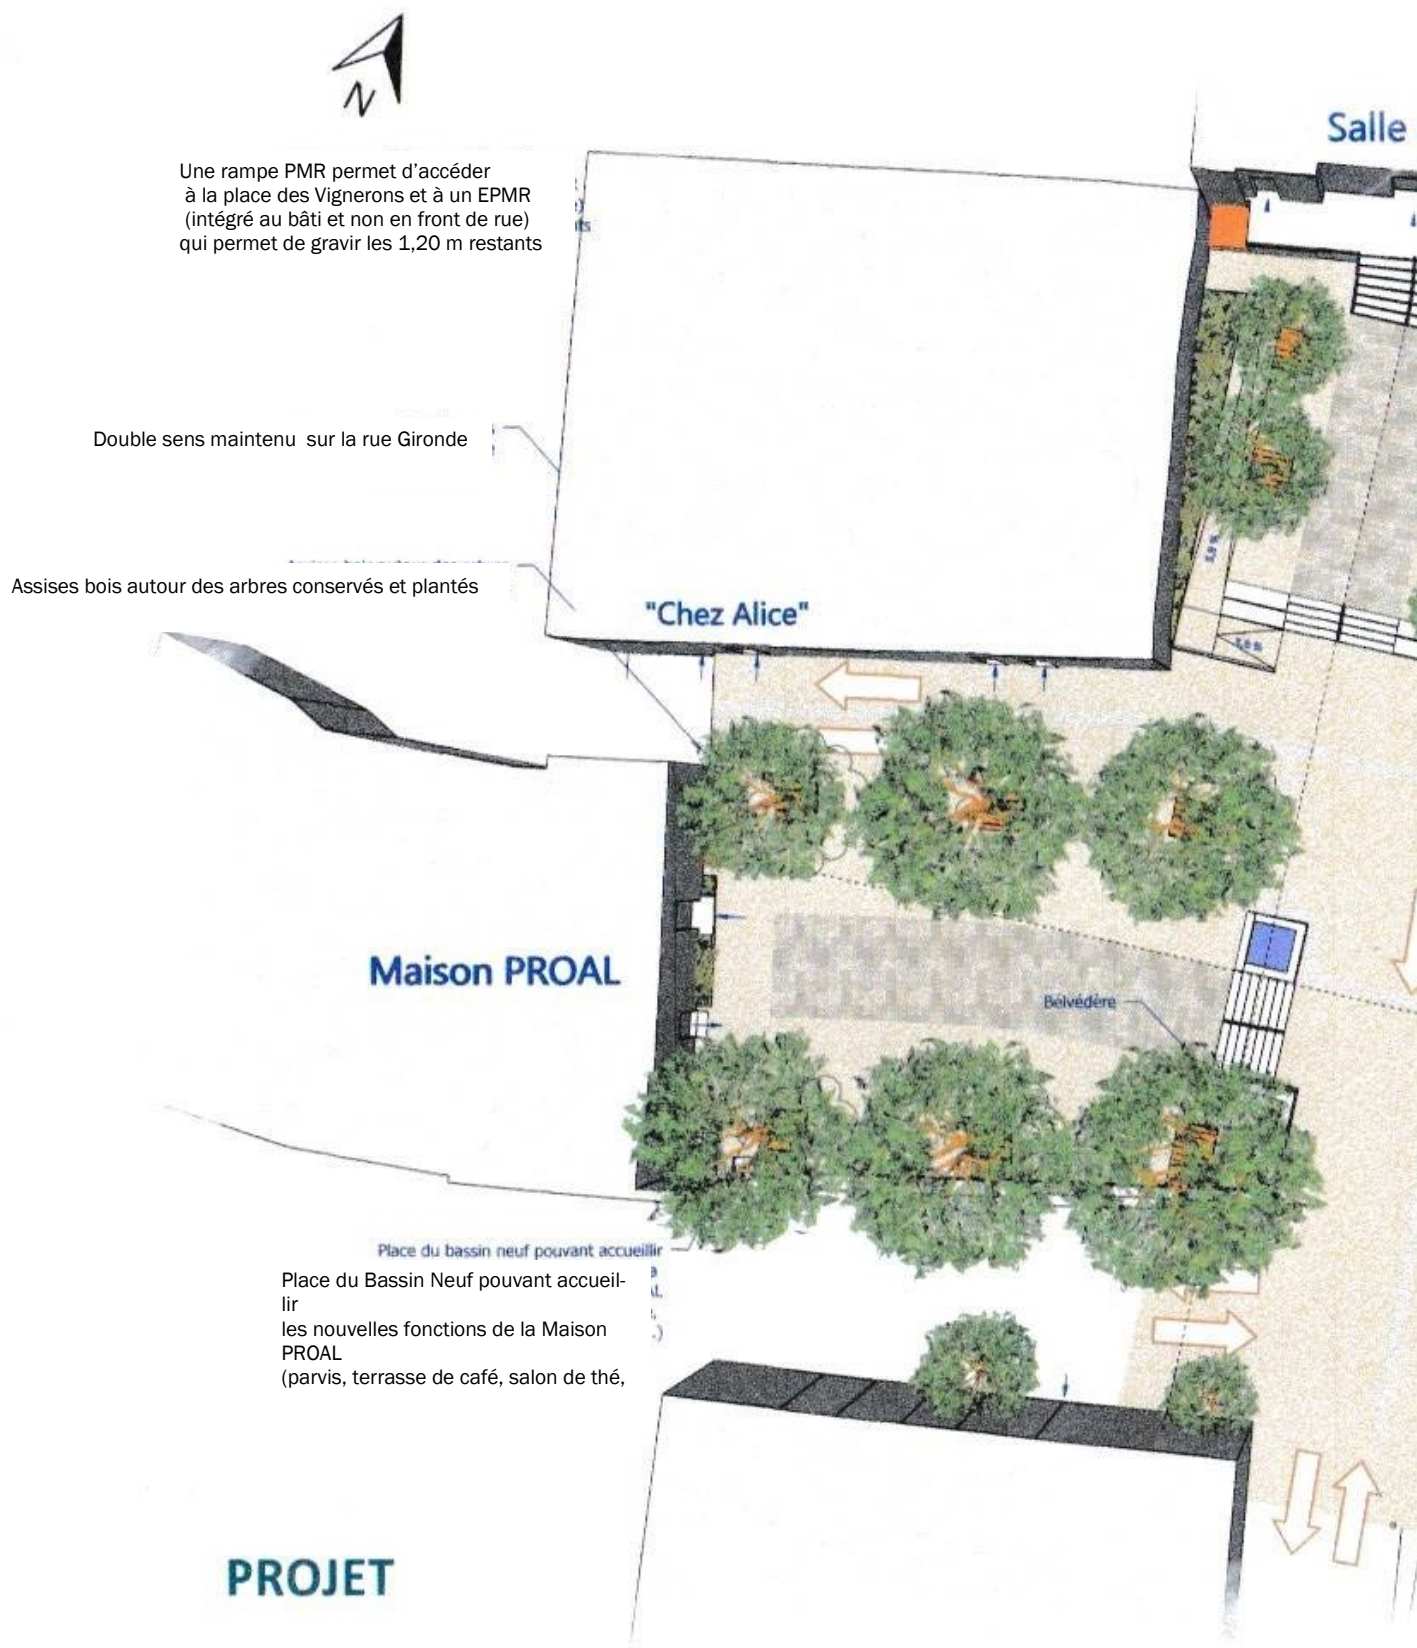 N
Salle
Une rampe PMR permet d’accéder
à la place des Vignerons et à un EPMR
(intégré au bâti et non en front de rue)
qui permet de gravir les 1,20 m restants
Double sens maintenu sur la rue Gironde
Assises bois autour des arbres conservés et plantés
"Chez Alice"
Maison PROAL
Belvédère
Place du bassin neuf pouvant accueillir
Place du Bassin Neuf pouvant accueil-
lir
les nouvelles fonctions de la Maison
PROAL
(parvis, terrasse de café, salon de thé,
PROJET